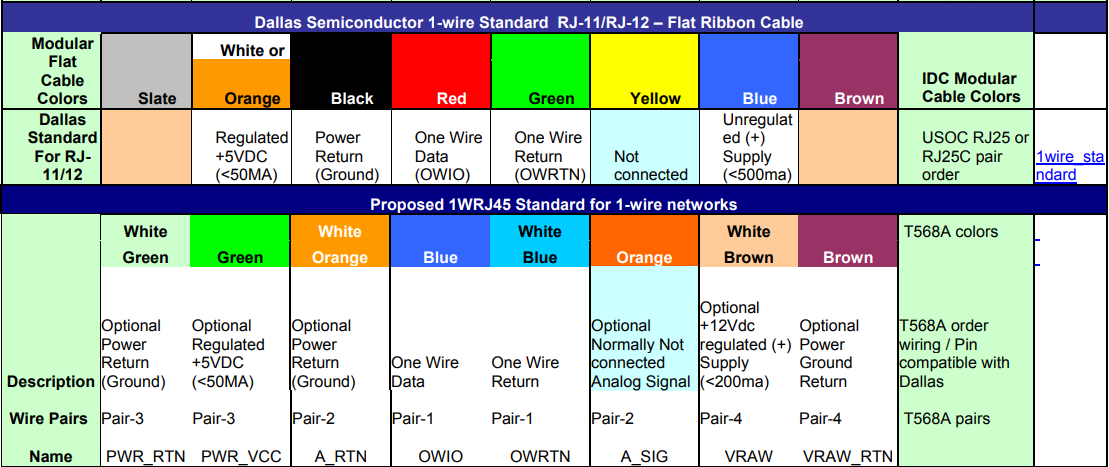 Dallas Semiconductor 1-wire Standard RJ-11/RJ-12 – Flat Ribbon Cable
Modular Flat Cable Colors
Slate
White or Orange
Black
Red
Green
Yellow
Blue
Brown
IDC Modular Cable Colors
Dallas Standard For RJ-11/12
Regulated +5VDC (<50MA)
Power Return (Ground)
One Wire Data (OWIO)
One Wire Return (OWRTN)
Not connected
Unregulat ed (+) Supply (<500ma)
USOC RJ25 or RJ25C pair order
1wire_sta ndard
Proposed 1WRJ45 Standard for 1-wire networks
White Green
Green
White Orange
Blue
White Blue
Orange
White Brown
Brown
T568A colors
Description
Optional Power Return (Ground)
Optional Regulated +5VDC (<50MA)
Optional Power Return (Ground)
One Wire Data
One Wire Return
Optional Normally Not connected Analog Signal
Optional +12Vdc regulated (+) Supply (<200ma)
Optional Power Ground Return
T568A order wiring / Pin compatible with Dallas
Wire Pairs
Pair-3
Pair-3
Pair-2
Pair-1
Pair-1
Pair-2
Pair-4
Pair-4
T568A pairs
Name
PWR_RTN
PWR_VCC
A_RTN
OWIO
OWRTN
A_SIG
VRAW
VRAW_RTN